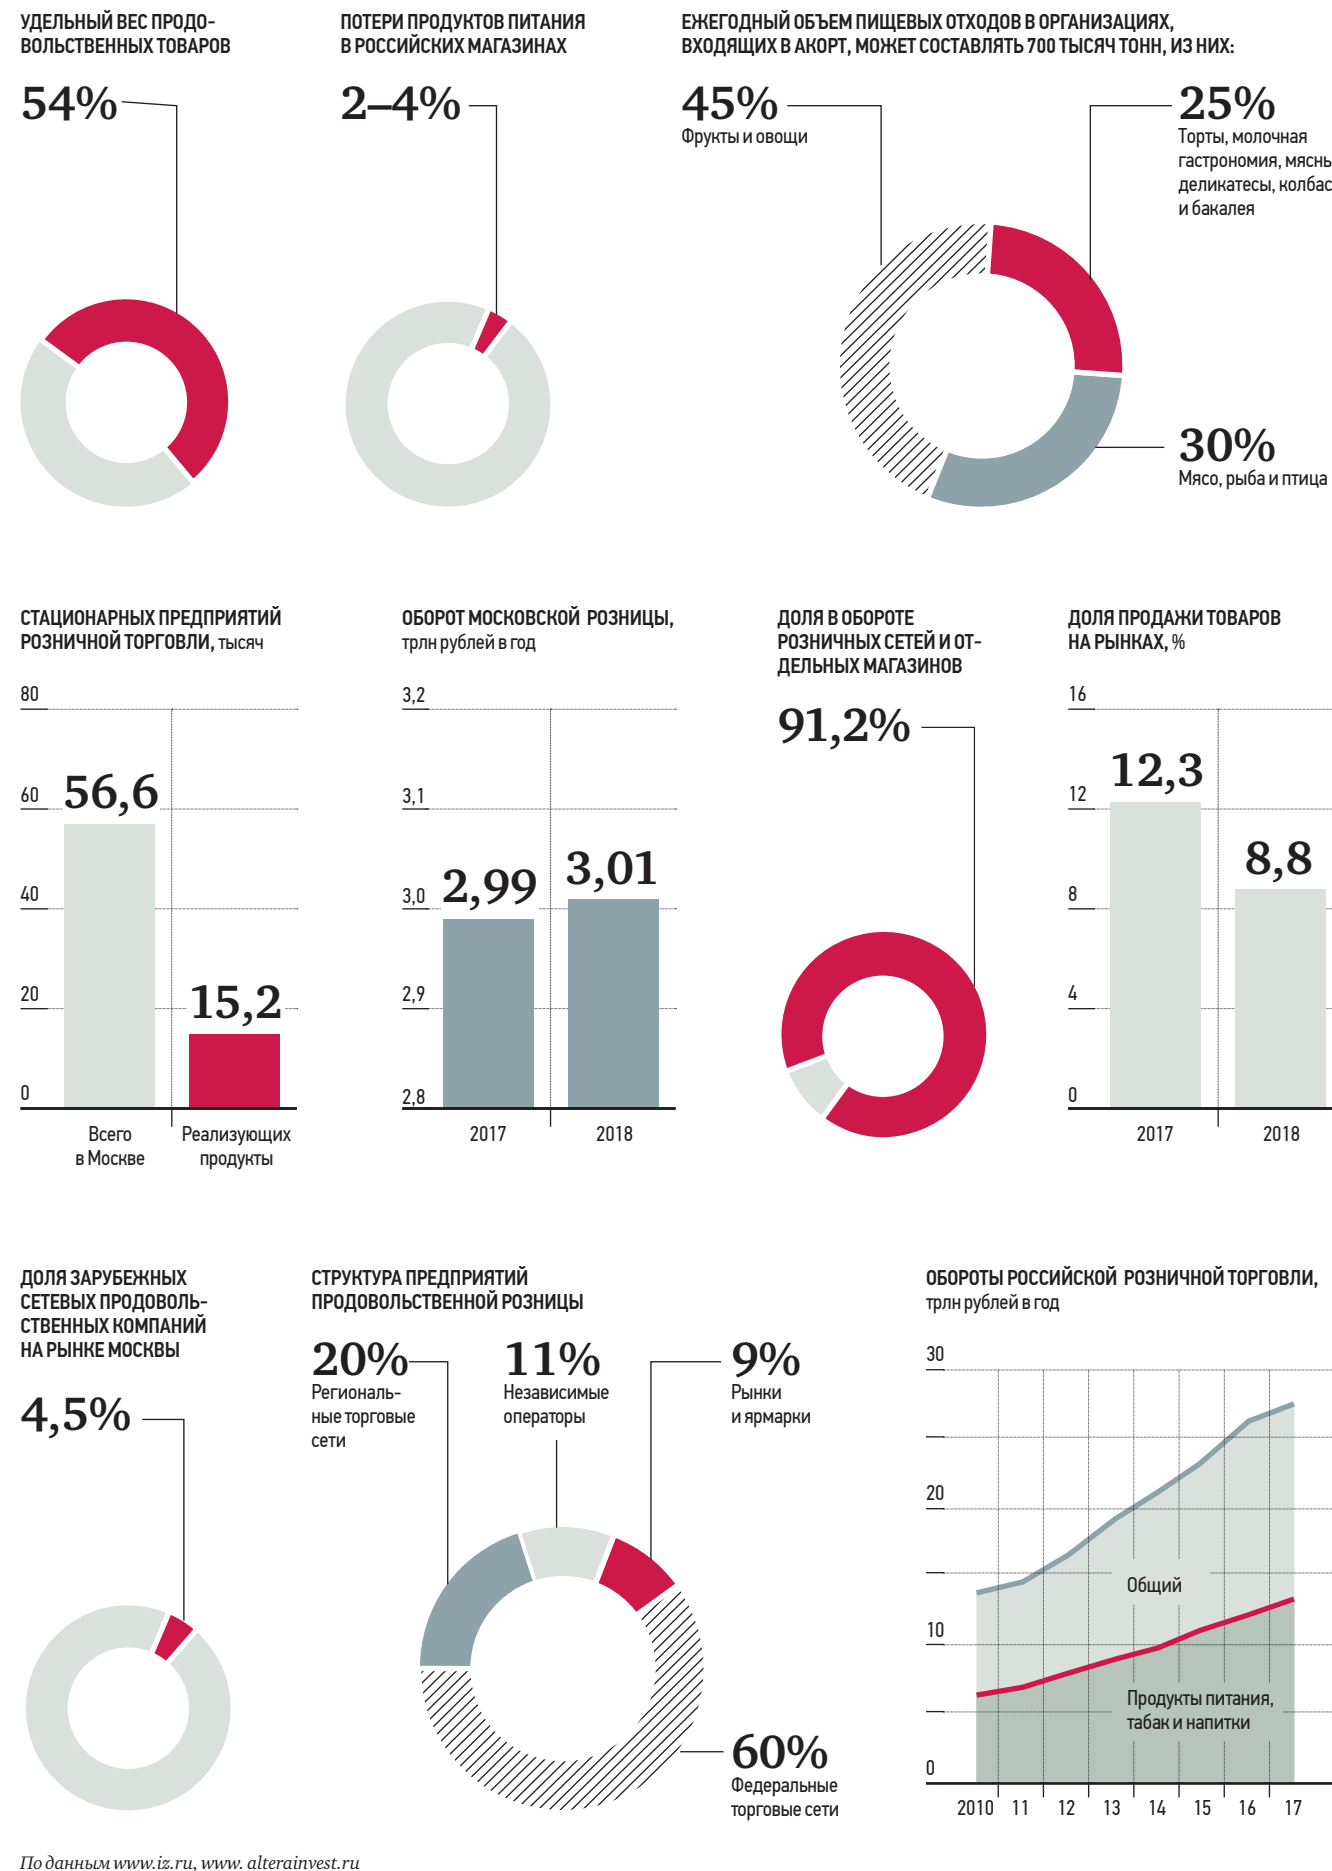 УДЕЛЬНЫЙ ВЕС ПРОДО-
ВОЛЬСТВЕННЫХ ТОВАРОВ
54%
ПОТЕРИ ПРОДУКТОВ ПИТАНИЯ
В РОССИЙСКИХ МАГАЗИНАХ
2–4%
ЕЖЕГОДНЫЙ ОБЪЕМ ПИЩЕВЫХ ОТХОДОВ В ОРГАНИЗАЦИЯХ,
ВХОДЯЩИХ В АКОРТ, МОЖЕТ СОСТАВЛЯТЬ 700 ТЫСЯЧ ТОНН, ИЗ НИХ:
45%
Фрукты и овощи
25%
Торты, молочная
гастрономия, мясн
деликатесы, колбас
и бакалея
30%
Мясо, рыба и птица
СТАЦИОНАРНЫХ ПРЕДПРИЯТИЙ
РОЗНИЧНОЙ ТОРГОВЛИ, тысяч
80
60
40
20
0
56,6
15,2
Всего
в Москве
Реализующих
продукты
ОБОРОТ МОСКОВСКОЙ РОЗНИЦЫ,
трлн рублей в год
3,2
3,1
3,0
2,9
2,8
2,99
3,01
2017
2018
ДОЛЯ В ОБОРОТЕ
РОЗНИЧНЫХ СЕТЕЙ И ОТ-
ДЕЛЬНЫХ МАГАЗИНОВ
91,2%
ДОЛЯ ПРОДАЖИ ТОВАРОВ
НА РЫНКАХ, %
16
12
8
4
0
12,3
8,8
2017
2018
ДОЛЯ ЗАРУБЕЖНЫХ
СЕТЕВЫХ ПРОДОВОЛЬ-
СТВЕННЫХ КОМПАНИЙ
НА РЫНКЕ МОСКВЫ
4,5%
СТРУКТУРА ПРЕДПРИЯТИЙ
ПРОДОВОЛЬСТВЕННОЙ РОЗНИЦЫ
20%
Региональ-
ные торговые
сети
11%
Независимые
операторы
9%
Рынки
и ярмарки
60%
Федеральные
торговые сети
ОБОРОТЫ РОССИЙСКОЙ РОЗНИЧНОЙ ТОРГОВЛИ,
трлн рублей в год
30
20
10
0
Общий
Продукты питания,
табак и напитки
2010 11 12 13 14 15 16 17
По данным www.iz.ru, www. alterainvest.ru